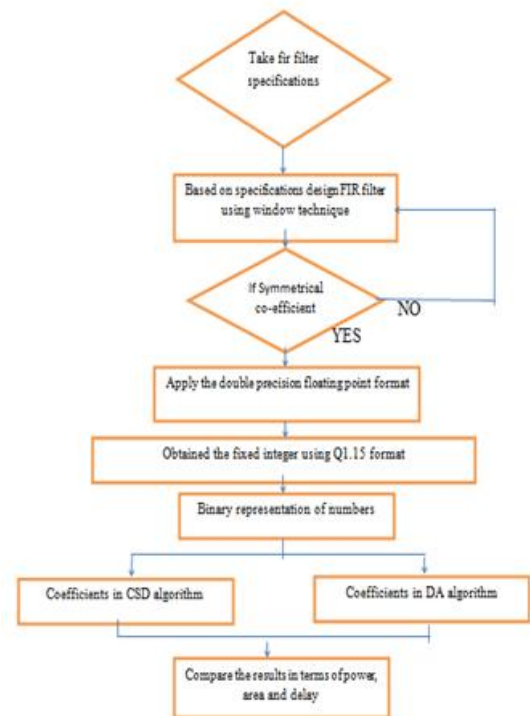 Take fir filter
specifications
Based on specifications design FIR filter
using window technique
If Symmetrical
co-efficient
NO
YES
Apply the double precision floating point format
Obtained the fixed integer using Q1.15 format
Binary representation of numbers
Coefficients in CSD algorithm
Coefficients in DA algorithm
Compare the results in terms of power,
area and delay